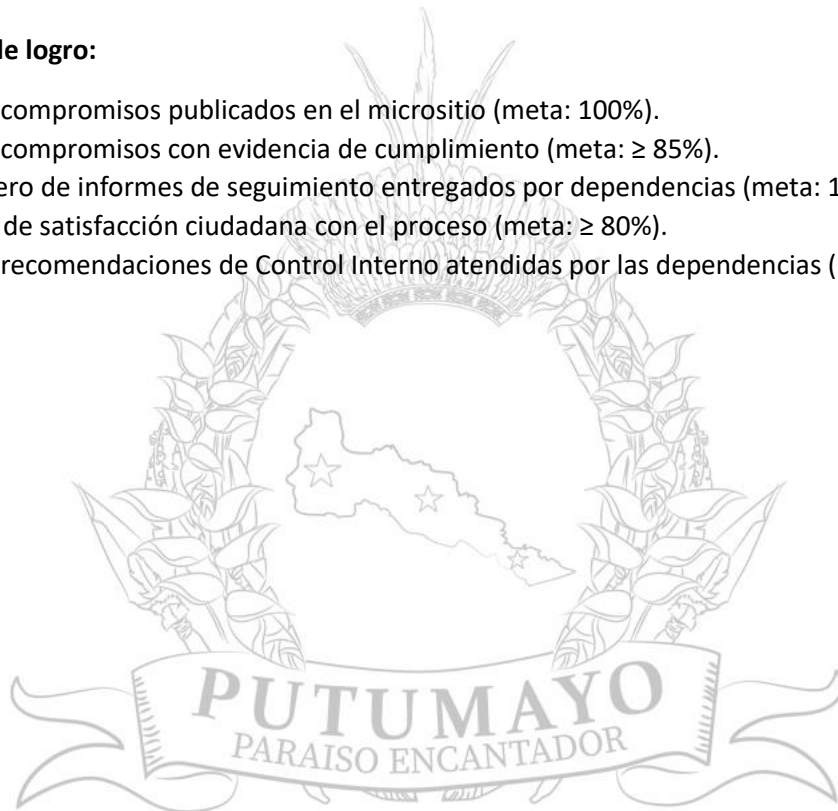 de logro:
compromisos publicados en el micrositio (meta: 100%).
compromisos con evidencia de cumplimiento (meta: ≥ 85%).
ero de informes de seguimiento entregados por dependencias (meta: 1
de satisfacción ciudadana con el proceso (meta: ≥ 80%).
recomendaciones de Control Interno atendidas por las dependencias (
PUTUMAYO
PARAISO ENCANTADOR